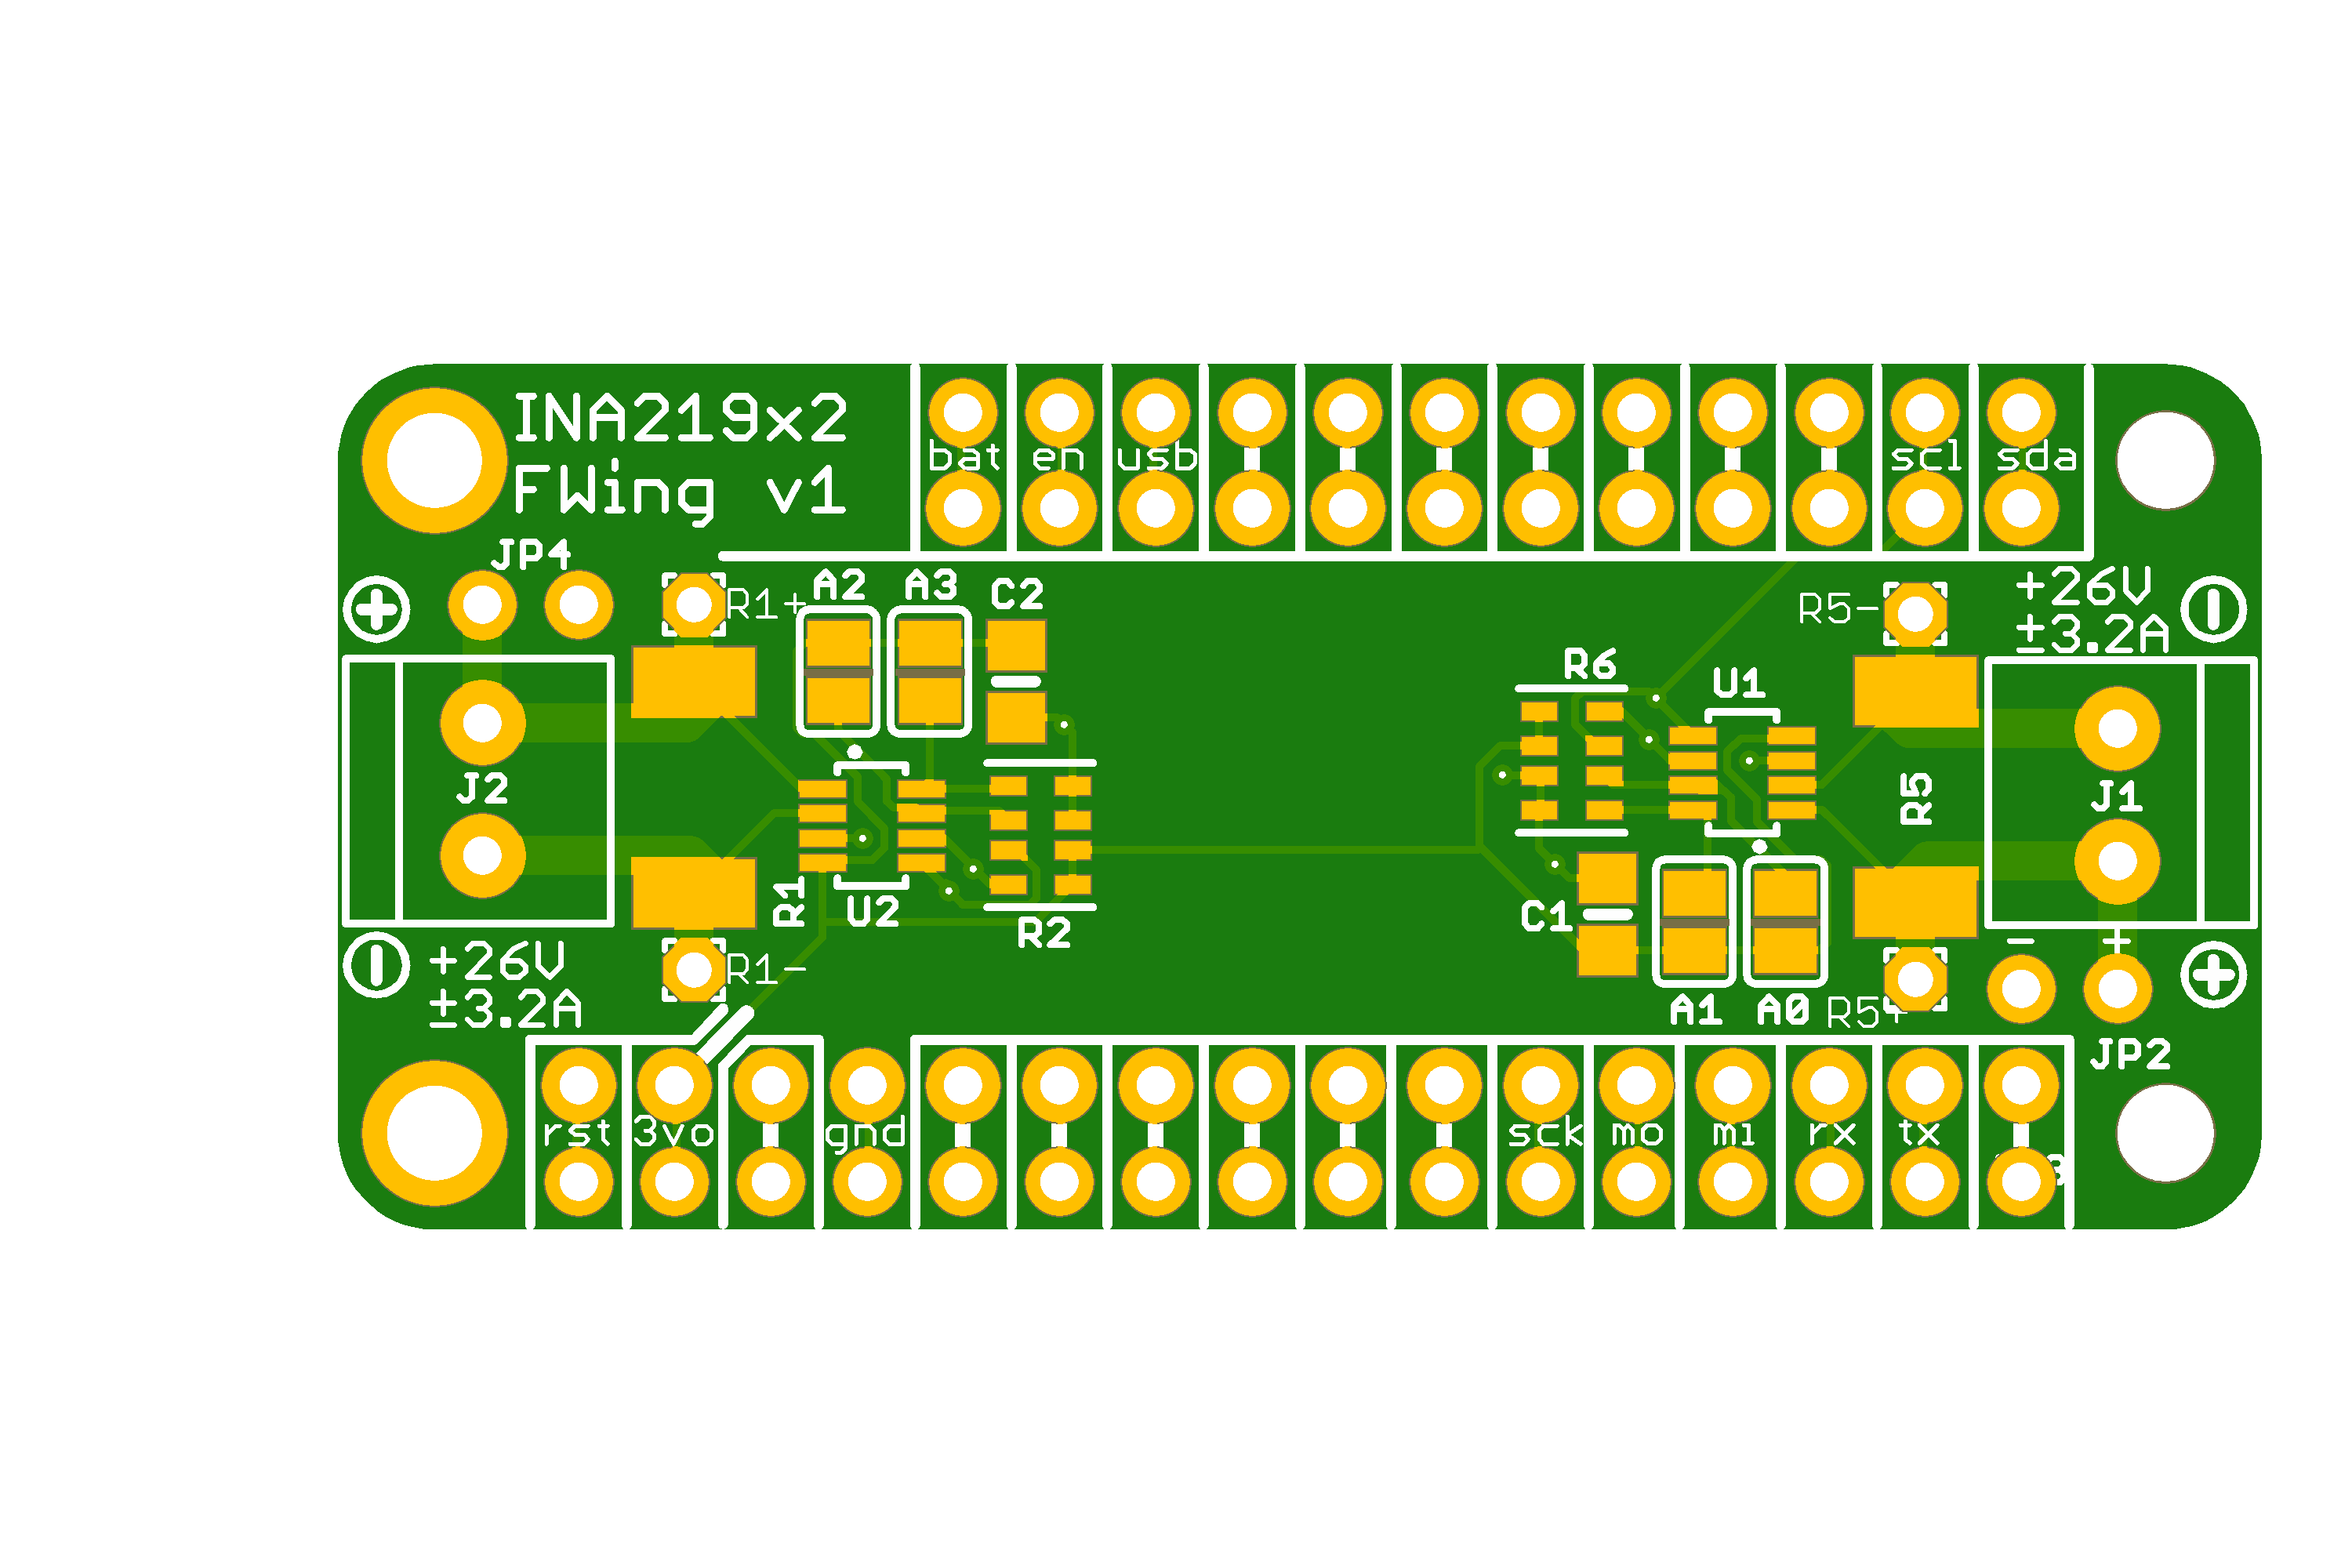 INA219x2
FWing v1
bat en usb scl sda
JP4
R1+
A2 A3 C2
R5-
+26V
±3.2A
R6
U1
J2
R5
J1
R1
U2
R2
C1
+26V
±3.2A
R1-
- +
A1 A0 R5+
JP2
rst 3vo gnd sck mo mi rx tx